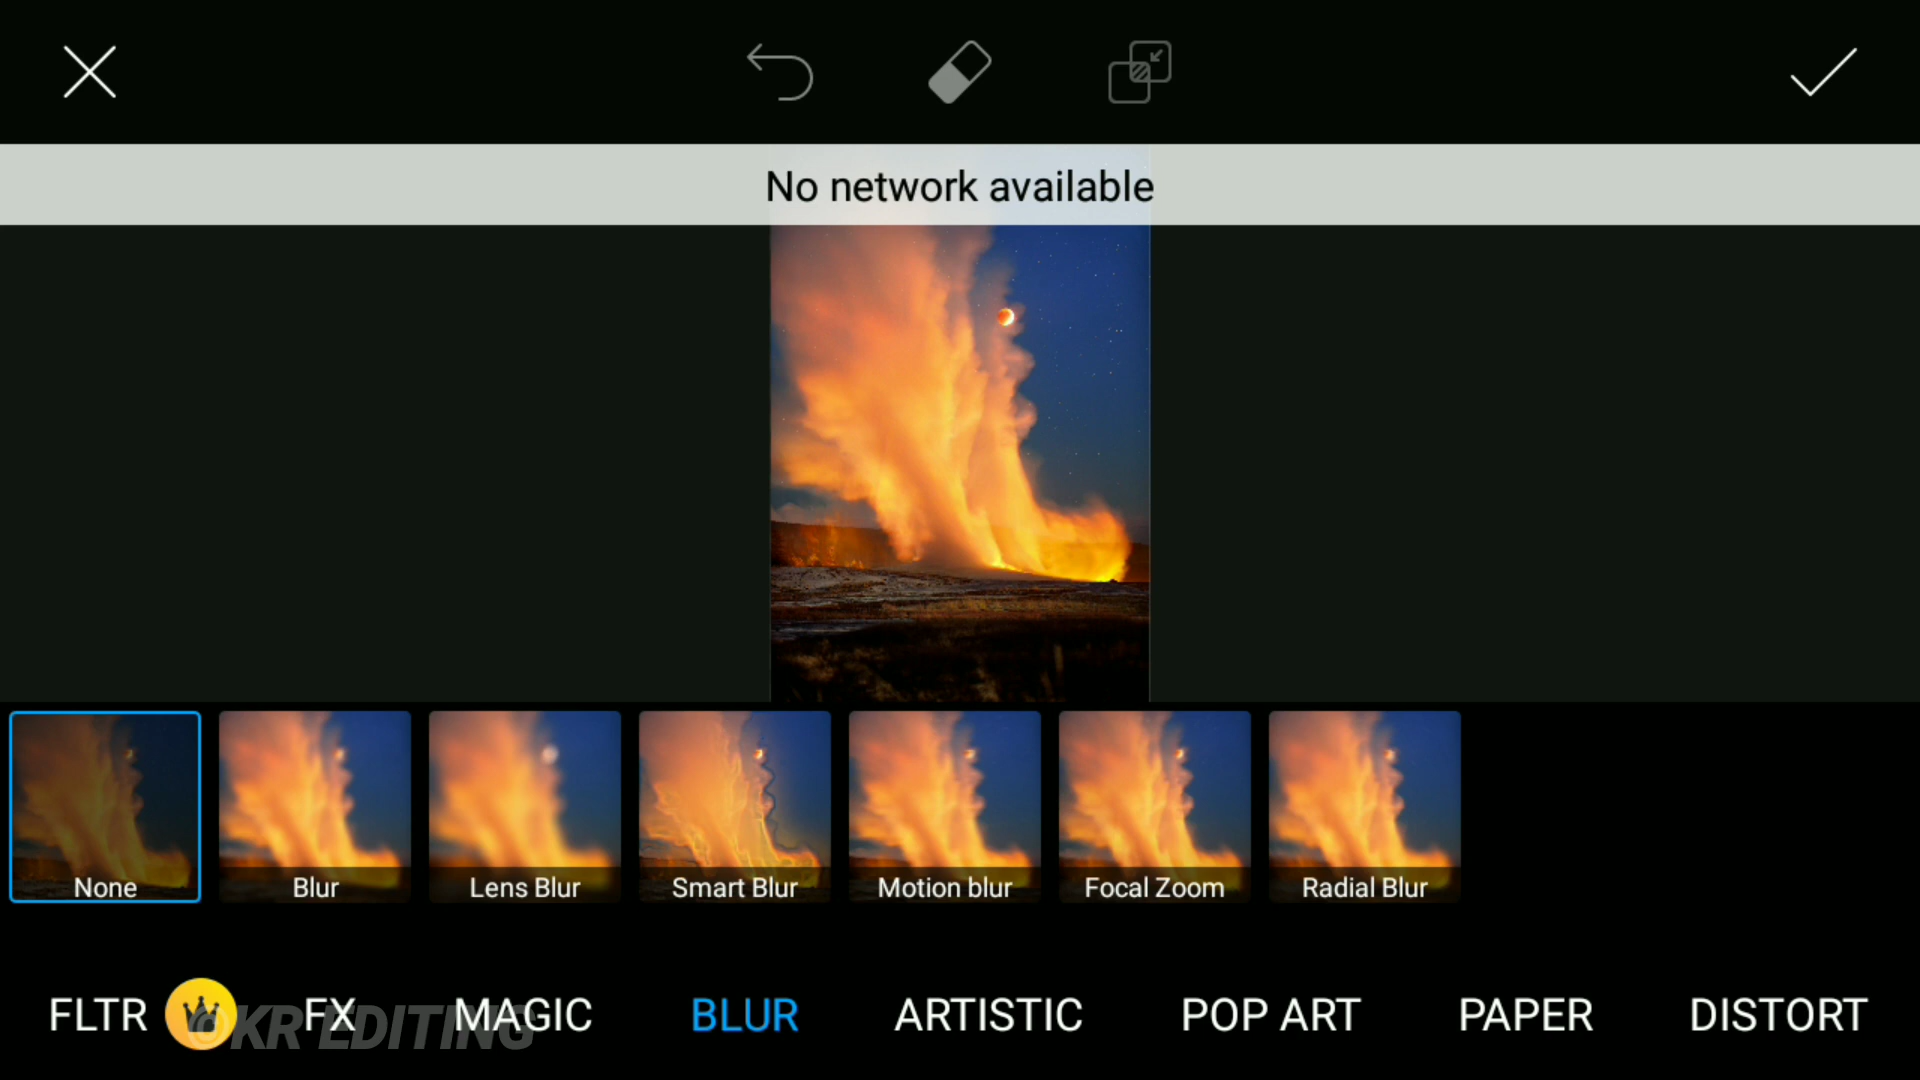 No network available
None
Blur
Lens Blur
Smart Blur
Motion blur
Focal Zoom
Radial Blur
FLTR
FX
MAGIC
BLUR
ARTISTIC
POP ART
PAPER
DISTORT
@KR EDITING